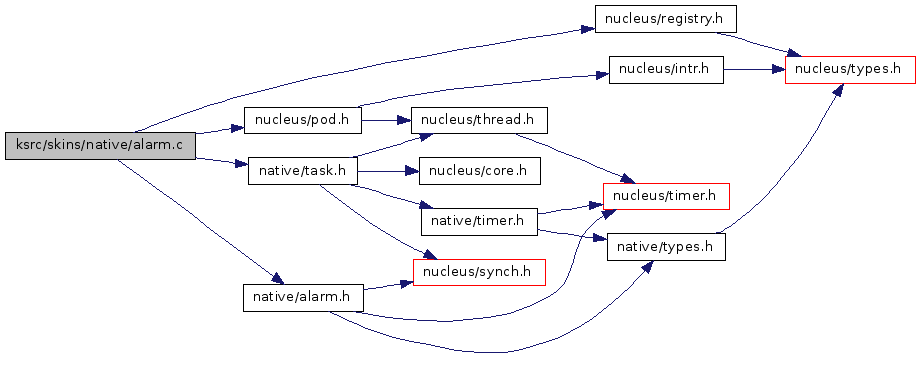 nucleus/registry.h
nucleus/intr.h
nucleus/types.h
nucleus/pod.h
nucleus/thread.h
ksrc/skins/native/alarm.c
native/task.h
nucleus/core.h
nucleus/timer.h
native/timer.h
native/types.h
nucleus/synch.h
native/alarm.h